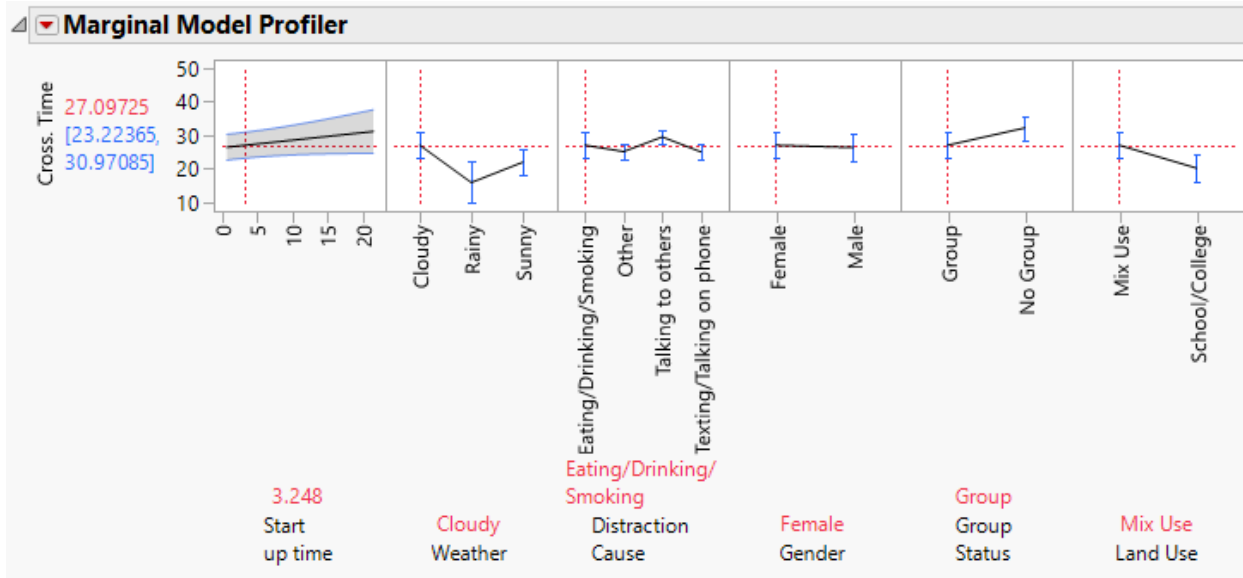 Marginal Model Profiler
Cross. Time
27.09725
[23.22365,
30.97085]
50
40
30
20
10
0
5
10
15
20
Cloudy
Rainy
Sunny
Eating/Drinking/Smoking
Other
Talking to others
Texting/Talking on phone
Female
Male
Group
No Group
Mix Use
School/College
3.248
Start
up time
Cloudy
Weather
Eating/Drinking/
Smoking
Distraction
Cause
Female
Gender
Group
Group
Status
Mix Use
Land Use